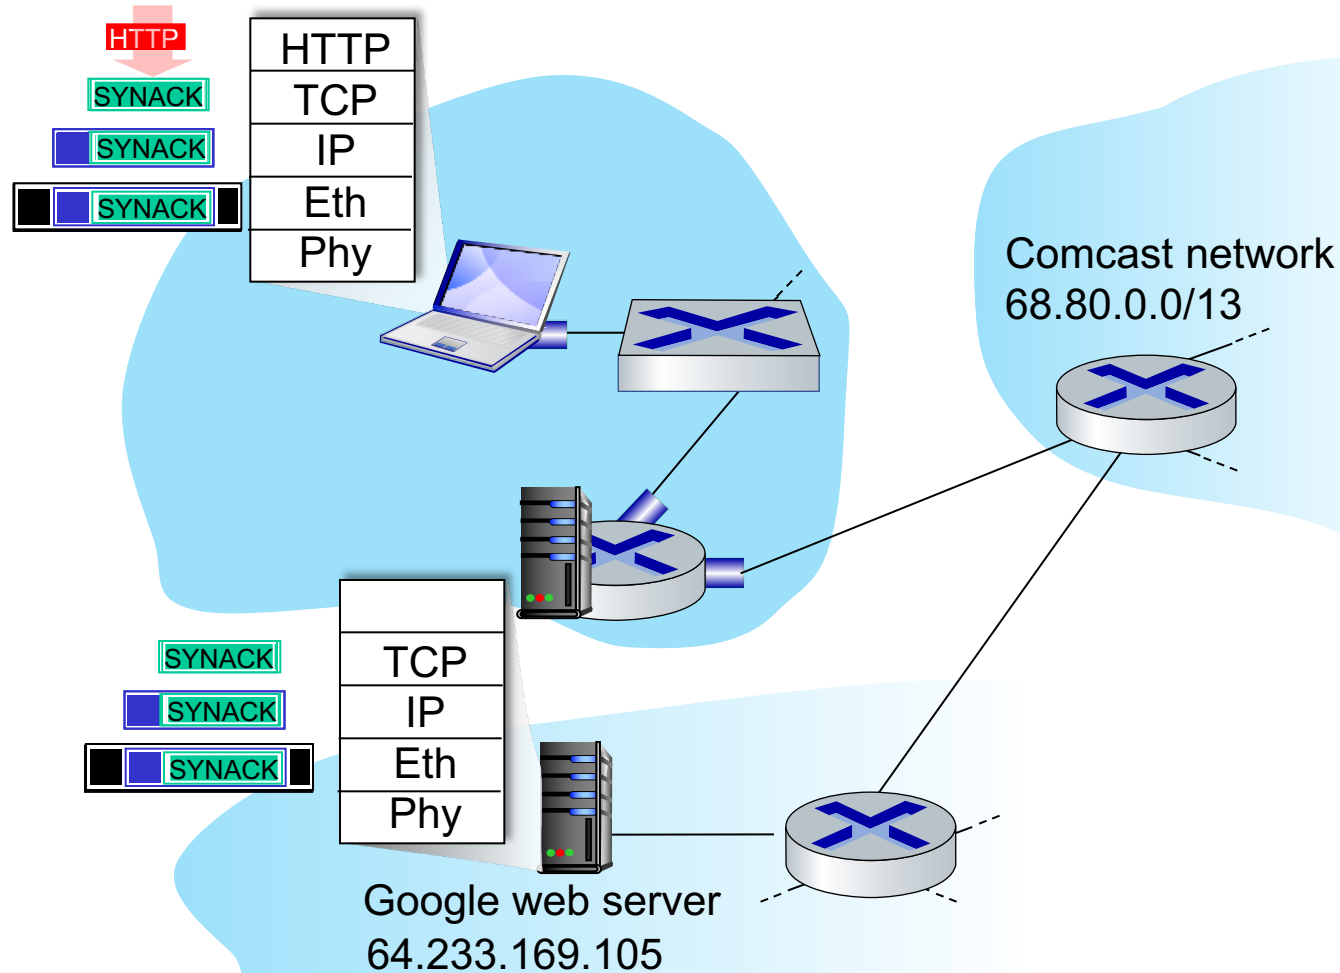 HTTP
SYNACK
SYNACK
SYNACK
HTTP
TCP
IP
Eth
Phy
Comcast network
68.80.0.0/13
SYNACK
SYNACK
SYNACK
TCP
IP
Eth
Phy
Google web server
64.233.169.105